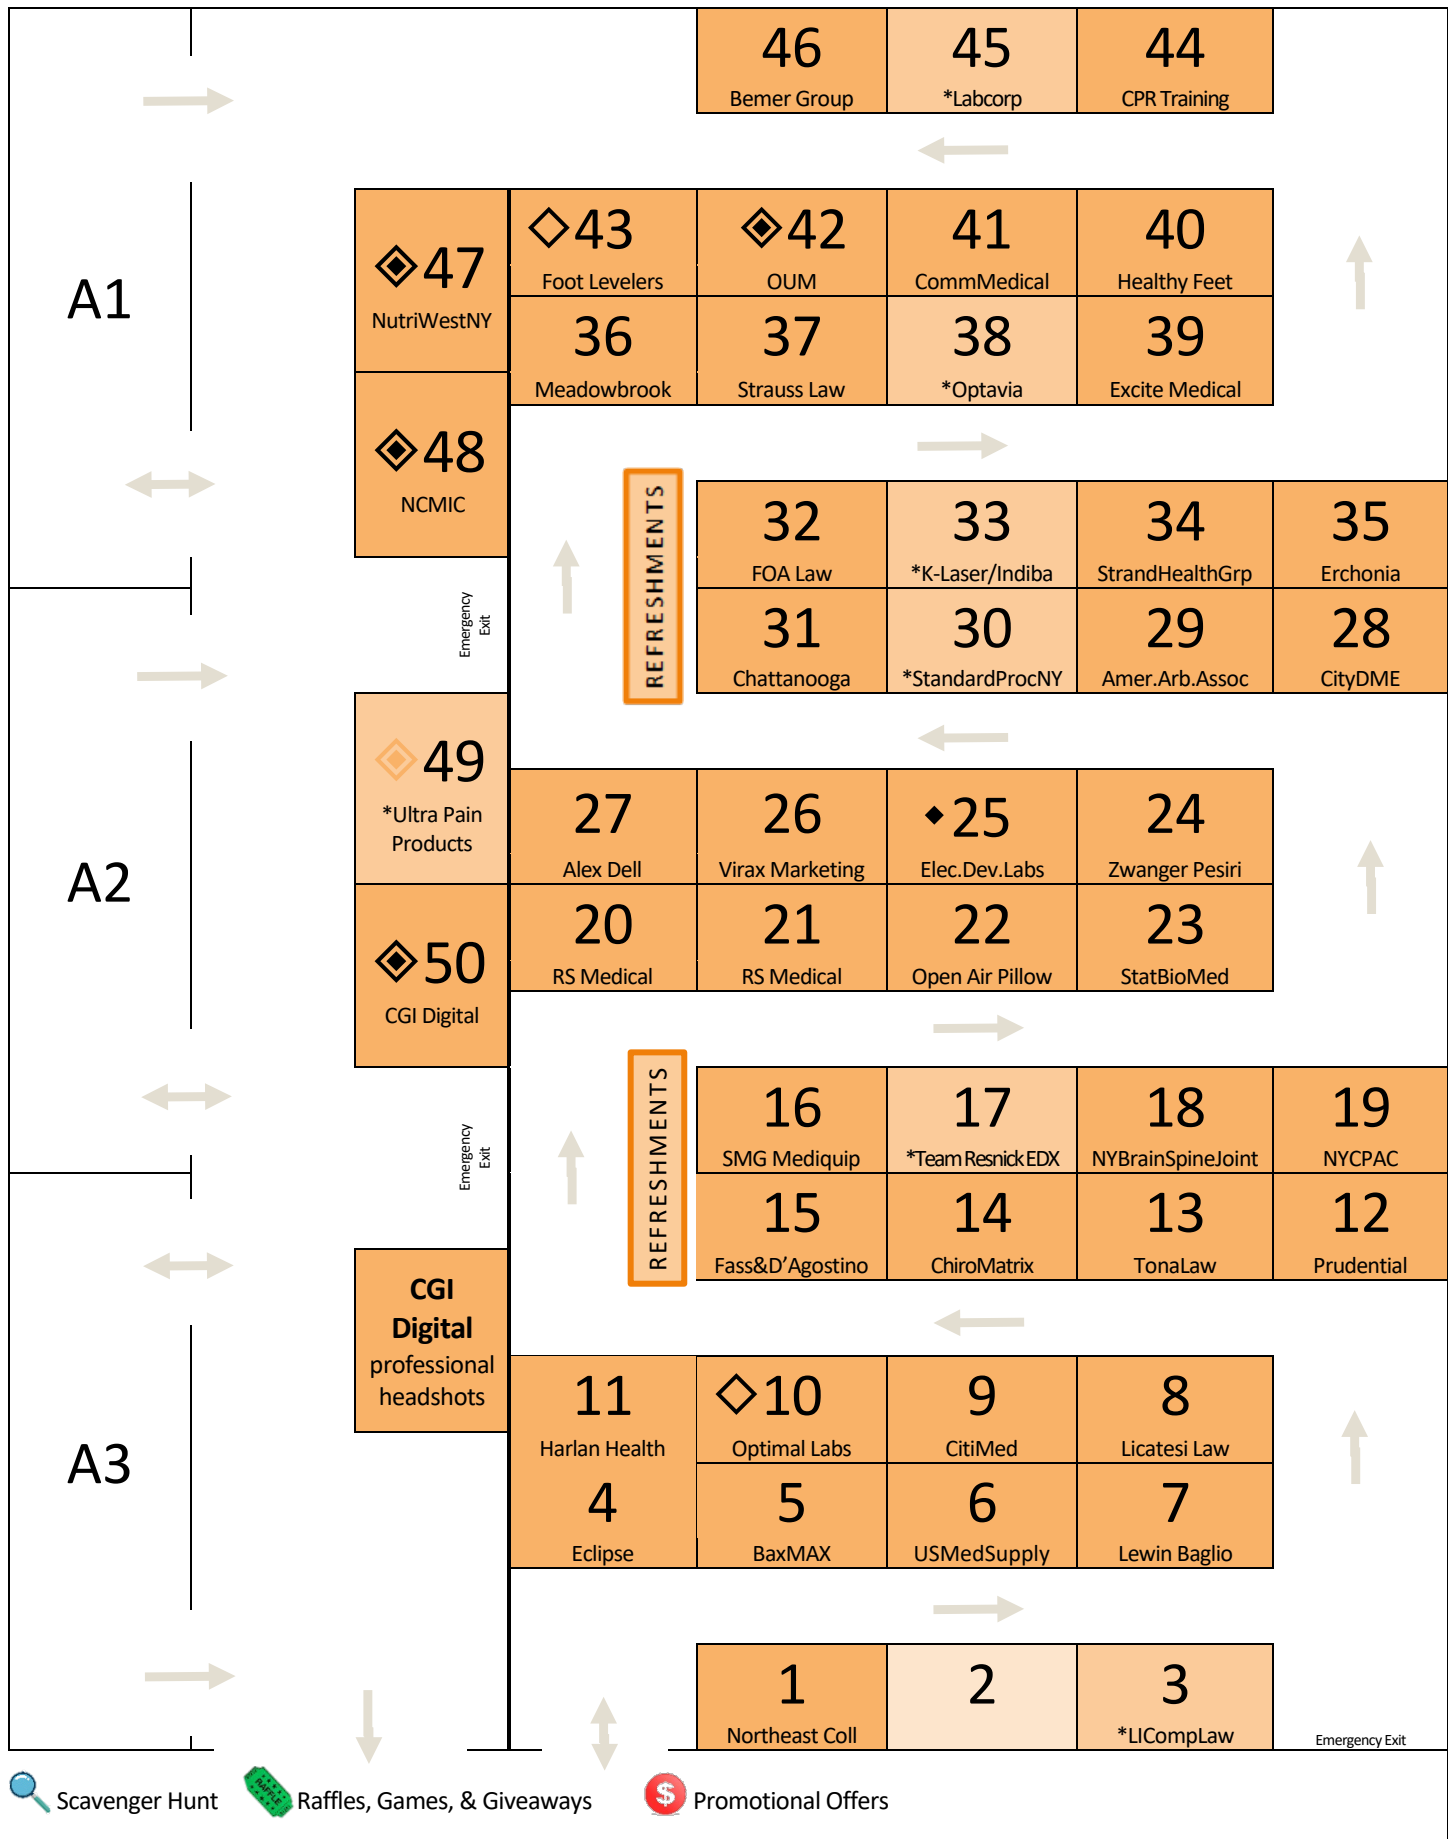 46 45 44
Bemer Group *Labcorp CPR Training
A1
47
NutriWestNY
43 42 41 40
Foot Levelers OUM CommMedical Healthy Feet
36 37 38 39
Meadowbrook Strauss Law *Optavia Excite Medical
48
NCMIC
REFRESHMENTS
32 33 34 35
FOA Law *K-Laser/Indiba StrandHealthGrp Erchonia
Emergency
Exit
31 30 29 28
Chattanooga *StandardProcNY Amer.Arb.Assoc CityDME
A2
49
*Ultra Pain
Products
27 26 25 24
Alex Dell Virax Marketing Elec.Dev.Labs Zwanger Pesiri
50
CGI Digital
20 21 22 23
RS Medical RS Medical Open Air Pillow StatBioMed
Emergency
Exit
REFRESHMENTS
16 17 18 19
SMG Mediquip *Team Resnick EDX NYBrainSpineJoint NYCPAC
15 14 13 12
Fass&D’Agostino ChiroMatrix TonaLaw Prudential
A3
CGI
Digital
professional
headshots
11 10 9 8
Harlan Health Optimal Labs CitiMed Licatesi Law
4 5 6 7
Eclipse BaxMAX USMedSupply Lewin Baglio
1 2 3
Northeast Coll *LICompLaw Emergency Exit
Scavenger Hunt RAFFLE Raffles, Games, & Giveaways $ Promotional Offers